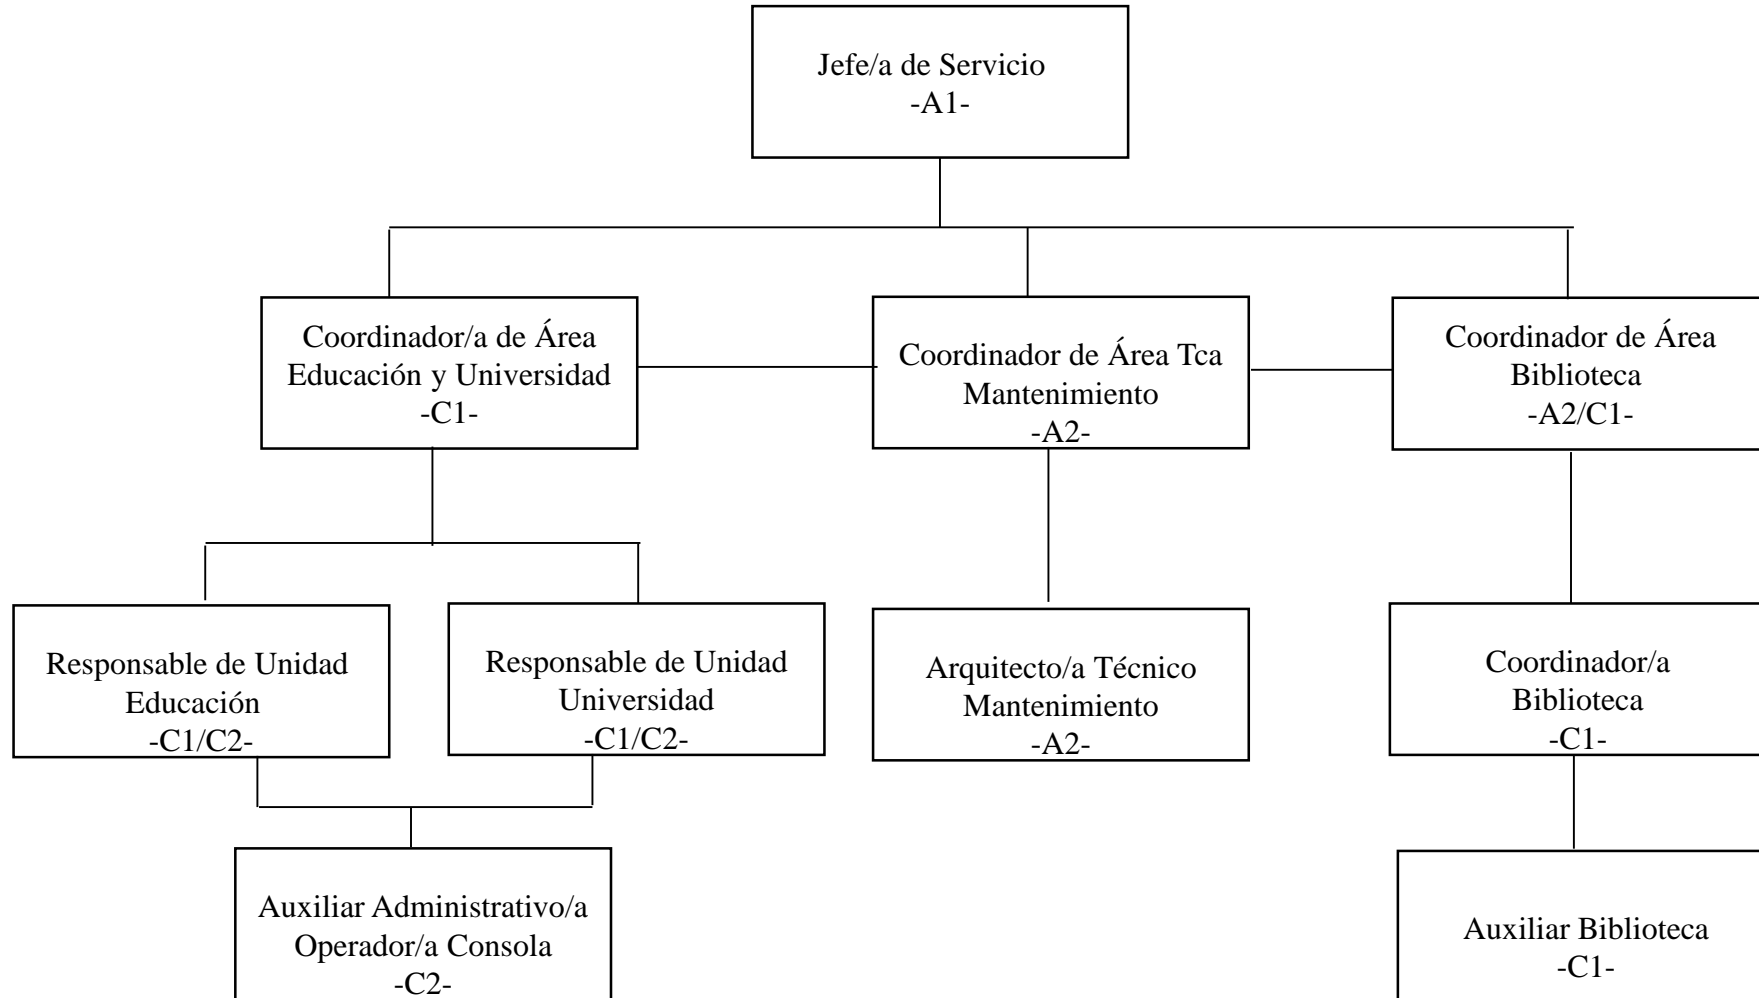 Jefe/a de Servicio
-A1-
Coordinador/a de Área
Educación y Universidad
-C1-
Coordinador de Área Tca
Mantenimiento
-A2-
Coordinador de Área
Biblioteca
-A2/C1-
Responsable de Unidad
Educación
-C1/C2-
Responsable de Unidad
Universidad
-C1/C2-
Arquitecto/a Técnico
Mantenimiento
-A2-
Coordinador/a
Biblioteca
-C1-
Auxiliar Administrativo/a
Operador/a Consola
-C2-
Auxiliar Biblioteca
-C1-